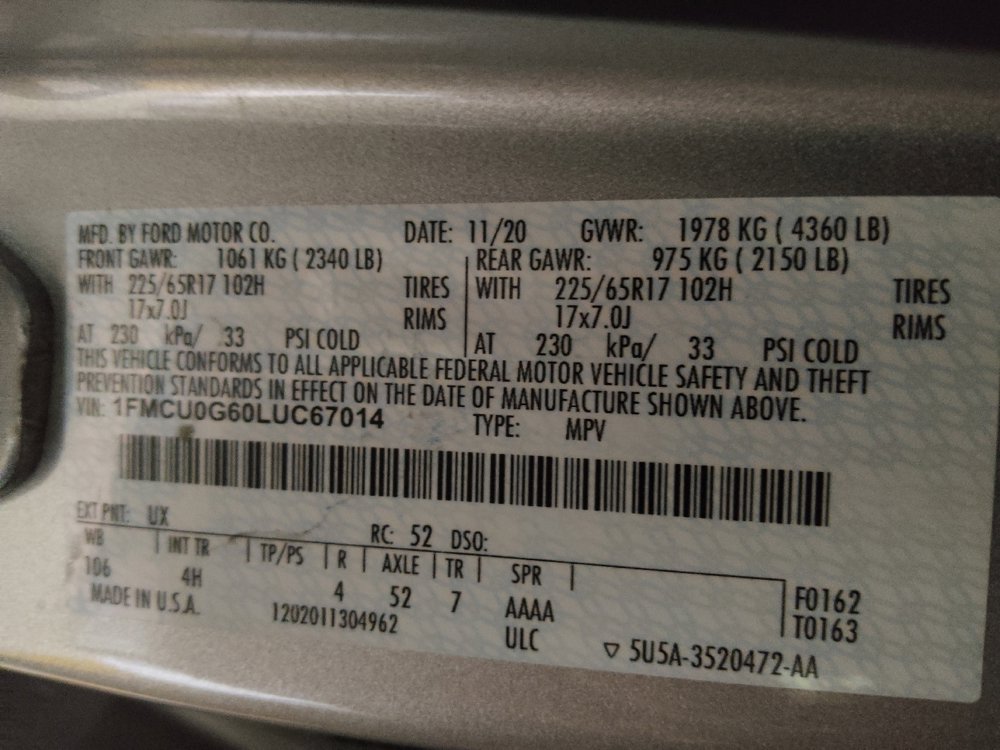 MFD. BY FORD MOTOR CO. DATE: 11/20 GVWR: 1978 KG ( 4360 LB)
FRONT GAWR: 1061 KG ( 2340 LB) REAR GAWR: 975 KG ( 2150 LB)
WITH 225/65R17 102H TIRES WITH 225/65R17 102H TIRES
17x7.0J RIMS 17x7.0J RIMS
AT 230 kPa/ 33 PSI COLD AT 230 kPa/ 33 PSI COLD
THIS VEHICLE CONFORMS TO ALL APPLICABLE FEDERAL MOTOR VEHICLE SAFETY AND THEFT
PREVENTION STANDARDS IN EFFECT ON THE DATE OF MANUFACTURE SHOWN ABOVE.
VIN: 1FMCU0G60LUC67014 TYPE: MPV
EXT PNT: UX RC: 52 DSO:
WB INT TR TP/PS R AXLE TR SPR
106 4H 4 52 7 AAAA F0162
MADE IN U.S.A. 1202011304962 ULC T0163
▽ 5U5A-3520472-AA